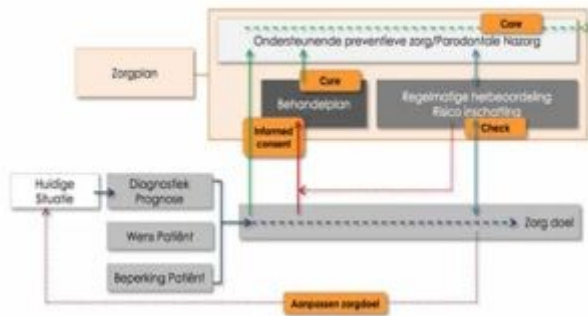 Care
Ondersteunende preventieve zorg/Parodontale Nazorg
Zorgplan
Cure
Behandelplan
Regelmatige herbeoordeling
Risico inschatting
Informed
consent
Check
Huidige
Situatie
Diagnostiek
Prognose
Zorg doel
Wens Patiënt
Beperking Patiënt
Aanpassen zorgdoel